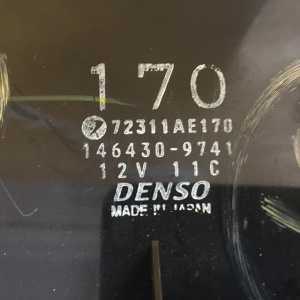 170
72311AE170
146430-9741
12V 11C
DENSO
MADE IN JAPAN